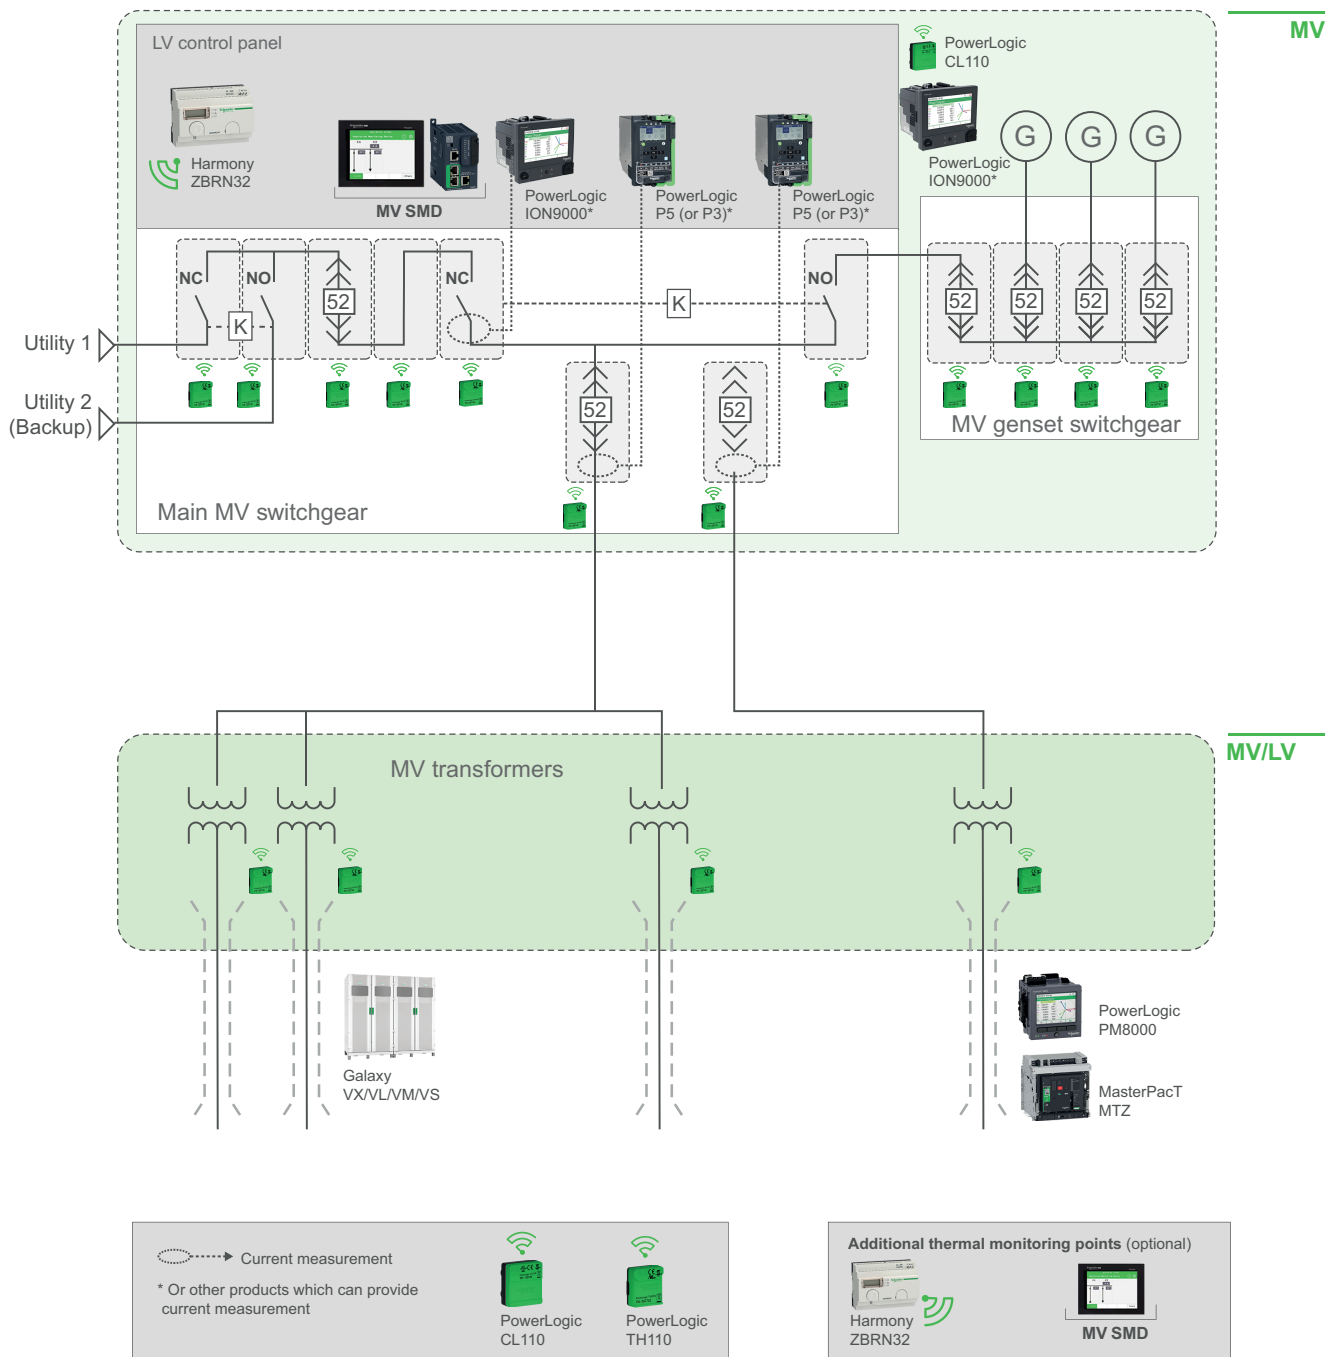 MV
LV control panel
PowerLogic
CL110
Harmony
ZBRN32
MV SMD
PowerLogic
ION9000*
PowerLogic
P5 (or P3)*
PowerLogic
P5 (or P3)*
PowerLogic
ION9000*
G
G
G
NC
NO
52
NC
NO
52
52
52
52
K
K
Utility 1
Utility 2
(Backup)
52
52
MV genset switchgear
Main MV switchgear
MV/LV
MV transformers
Galaxy
VX/VL/VM/VS
PowerLogic
PM8000
MasterPacT
MTZ
Current measurement
* Or other products which can provide
current measurement
PowerLogic
CL110
PowerLogic
TH110
Additional thermal monitoring points (optional)
Harmony
ZBRN32
MV SMD